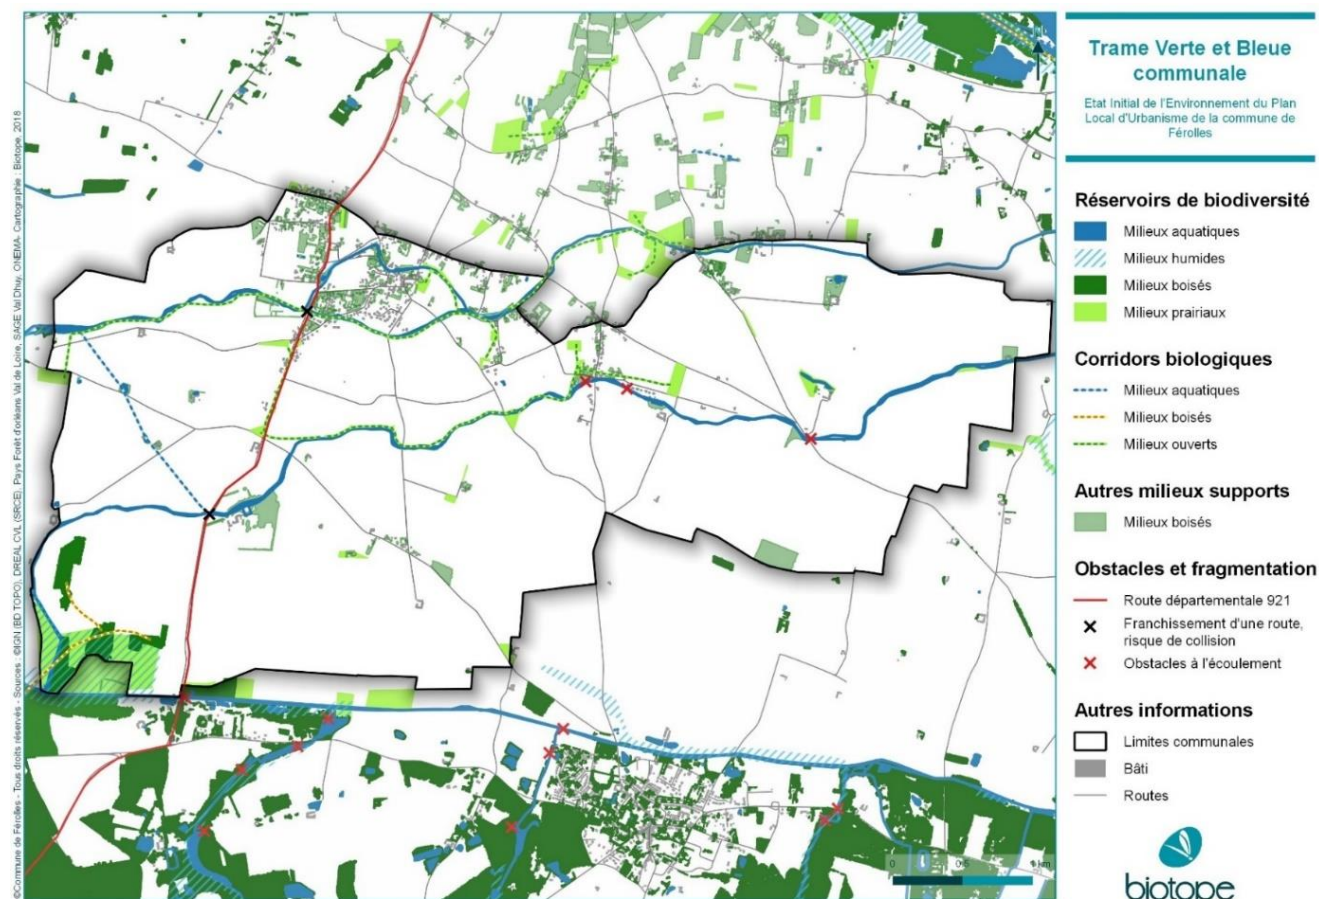 ©Commune de Férolles - Tous droits réservés - Sources : ©IGN (BD TOPO), DREAL CVL (SRCE), Pays Forêt d'orléans Val de Loire, SAGE Val Dhuy, ONEMA- Cartographie : Biotope, 2018
Trame Verte et Bleue
communale
Etat Initial de l'Environnement du Plan
Local d'Urbanisme de la commune de
Férolles
Réservoirs de biodiversité
Milieux aquatiques
Milieux humides
Milieux boisés
Milieux prairiaux
Corridors biologiques
Milieux aquatiques
Milieux boisés
Milieux ouverts
Autres milieux supports
Milieux boisés
Obstacles et fragmentation
Route départementale 921
Franchissement d'une route,
risque de collision
Obstacles à l'écoulement
Autres informations
Limites communales
Bâti
Routes
0 0,5 1 km
biotope